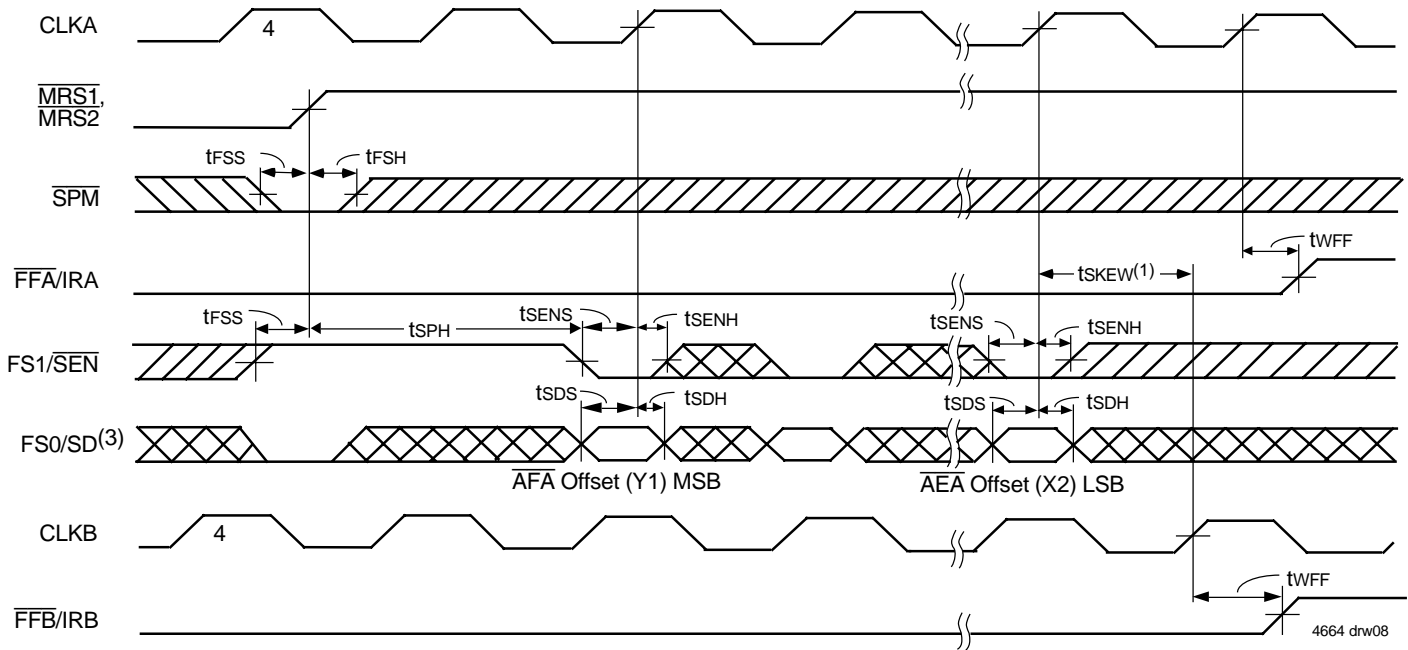 CLKA
4
MRS1,
MRS2
tFSS
tFSH
SPM
tWFF
FFA/IRA
tSKEW(1)
tFSS
tSPH
tSENS
tSENH
tSENS
tSENH
FS1/SEN
tSDS
tSDH
tSDS
tSDH
FS0/SD(3)
AFA Offset (Y1) MSB
AEA Offset (X2) LSB
CLKB
4
tWFF
FFB/IRB
4664 drw08